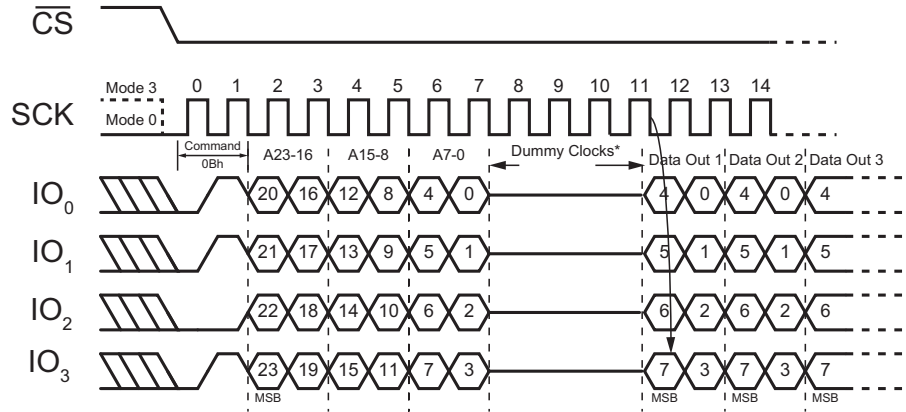 CS
SCK
Mode 3
Mode 0
0 1 2 3 4 5 6 7 8 9 10 11 12 13 14
Command
0Bh
A23-16
A15-8
A7-0
Dummy Clocks*
Data Out 1
Data Out 2
Data Out 3
IO0
20 16 12 8 4 0 4 0 4 0 4
IO1
21 17 13 9 5 1 5 1 5 1 5
IO2
22 18 14 10 6 2 6 2 6 2 6
IO3
23 19 15 11 7 3 7 3 7 3 7
MSB MSB MSB MSB